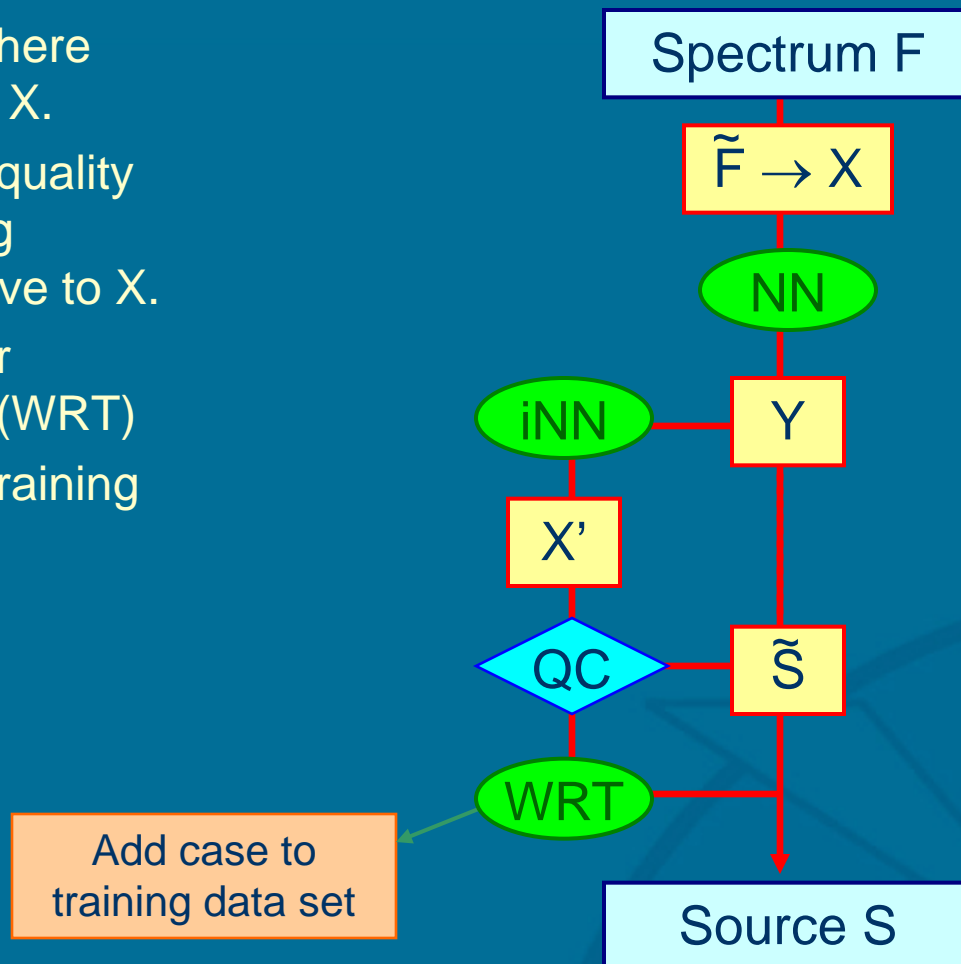 here
X.
quality
g
ve to X.
r
(WRT)
raining
Spectrum F
F̃ → X
NN
iNN
Y
X’
QC
S̃
WRT
Add case to
training data set
Source S